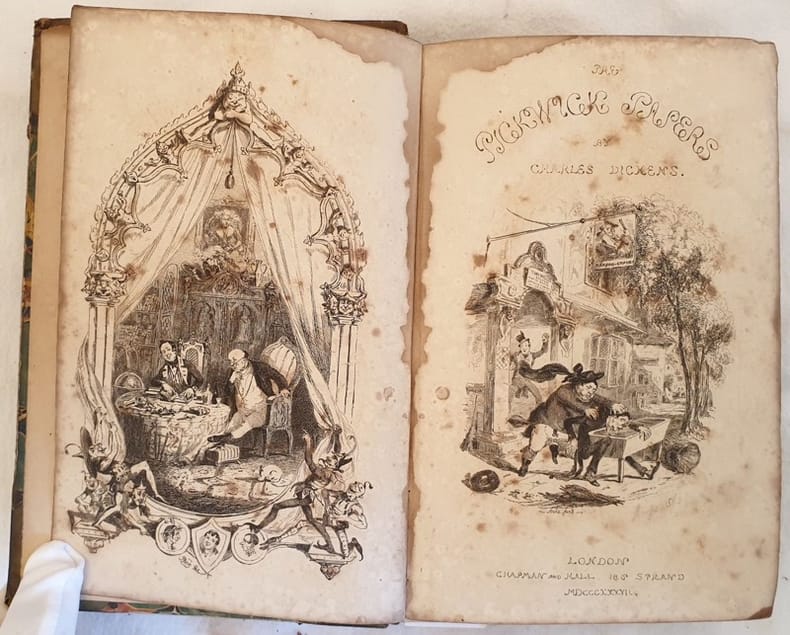 THE
PICKWICK PAPERS
BY
CHARLES DICKENS.
LONDON
CHAPMAN AND HALL 186 STRAND
MDCCCXXXVII.